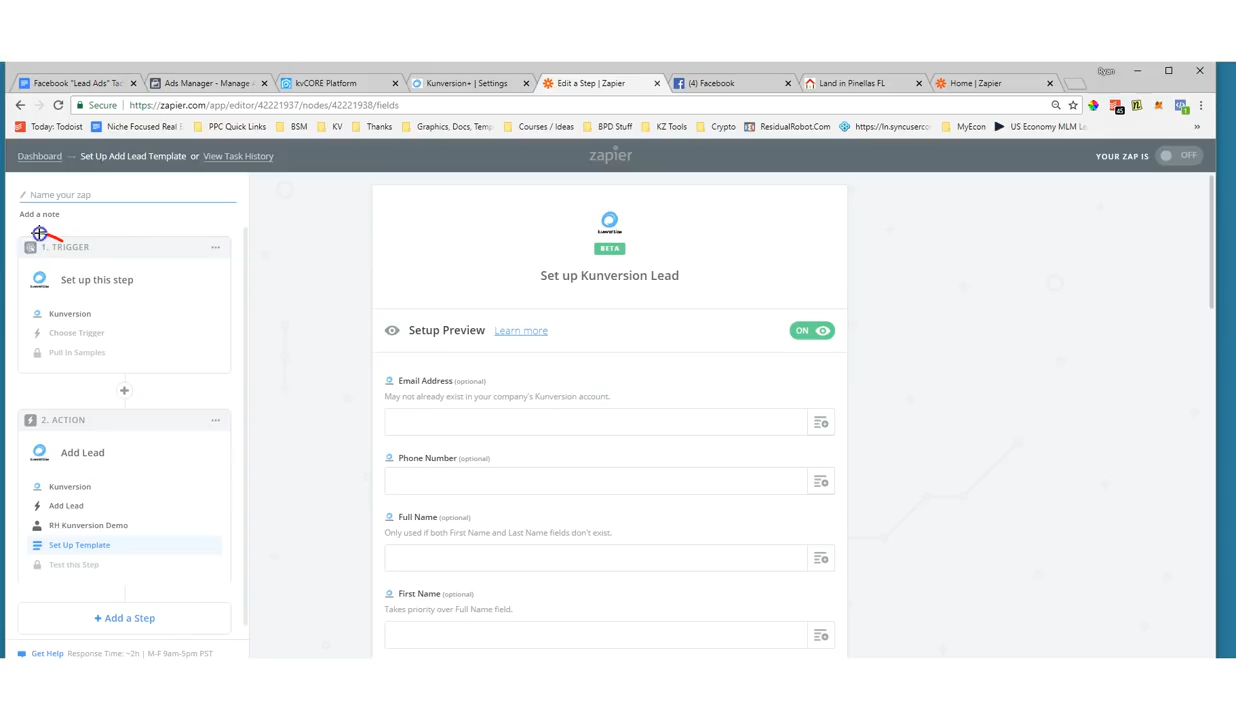 Ryan
Facebook "Lead Ads" Tac
Ads Manager - Manage
kvCORE Platform
Kunversion+ | Settings
Edit a Step | Zapier
(4) Facebook
Land in Pinellas FL
Home | Zapier
Secure | https://zapier.com/app/editor/42221937/nodes/42221938/fields
Today: Todoist
Niche Focused Real E
PPC Quick Links
BSM
KV
Thanks
Graphics, Docs, Temp
Courses / Ideas
BPD Stuff
KZ Tools
Crypto
ResidualRobot.Com
https://ln.syncuserco
MyEcon
US Economy MLM Le
»
Dashboard → Set Up Add Lead Template or View Task History
zapier
YOUR ZAP IS OFF
Name your zap
Add a note
1. TRIGGER
Set up this step
Kunversion
Choose Trigger
Pull In Samples
2. ACTION
Add Lead
Kunversion
Add Lead
RH Kunversion Demo
Set Up Template
Test this Step
+ Add a Step
Get Help Response Time: ~2h | M-F 9am-5pm PST
BETA
Set up Kunversion Lead
Setup Preview Learn more
ON
Email Address (optional)
May not already exist in your company's Kunversion account.
Phone Number (optional)
Full Name (optional)
Only used if both First Name and Last Name fields don't exist.
First Name (optional)
Takes priority over Full Name field.